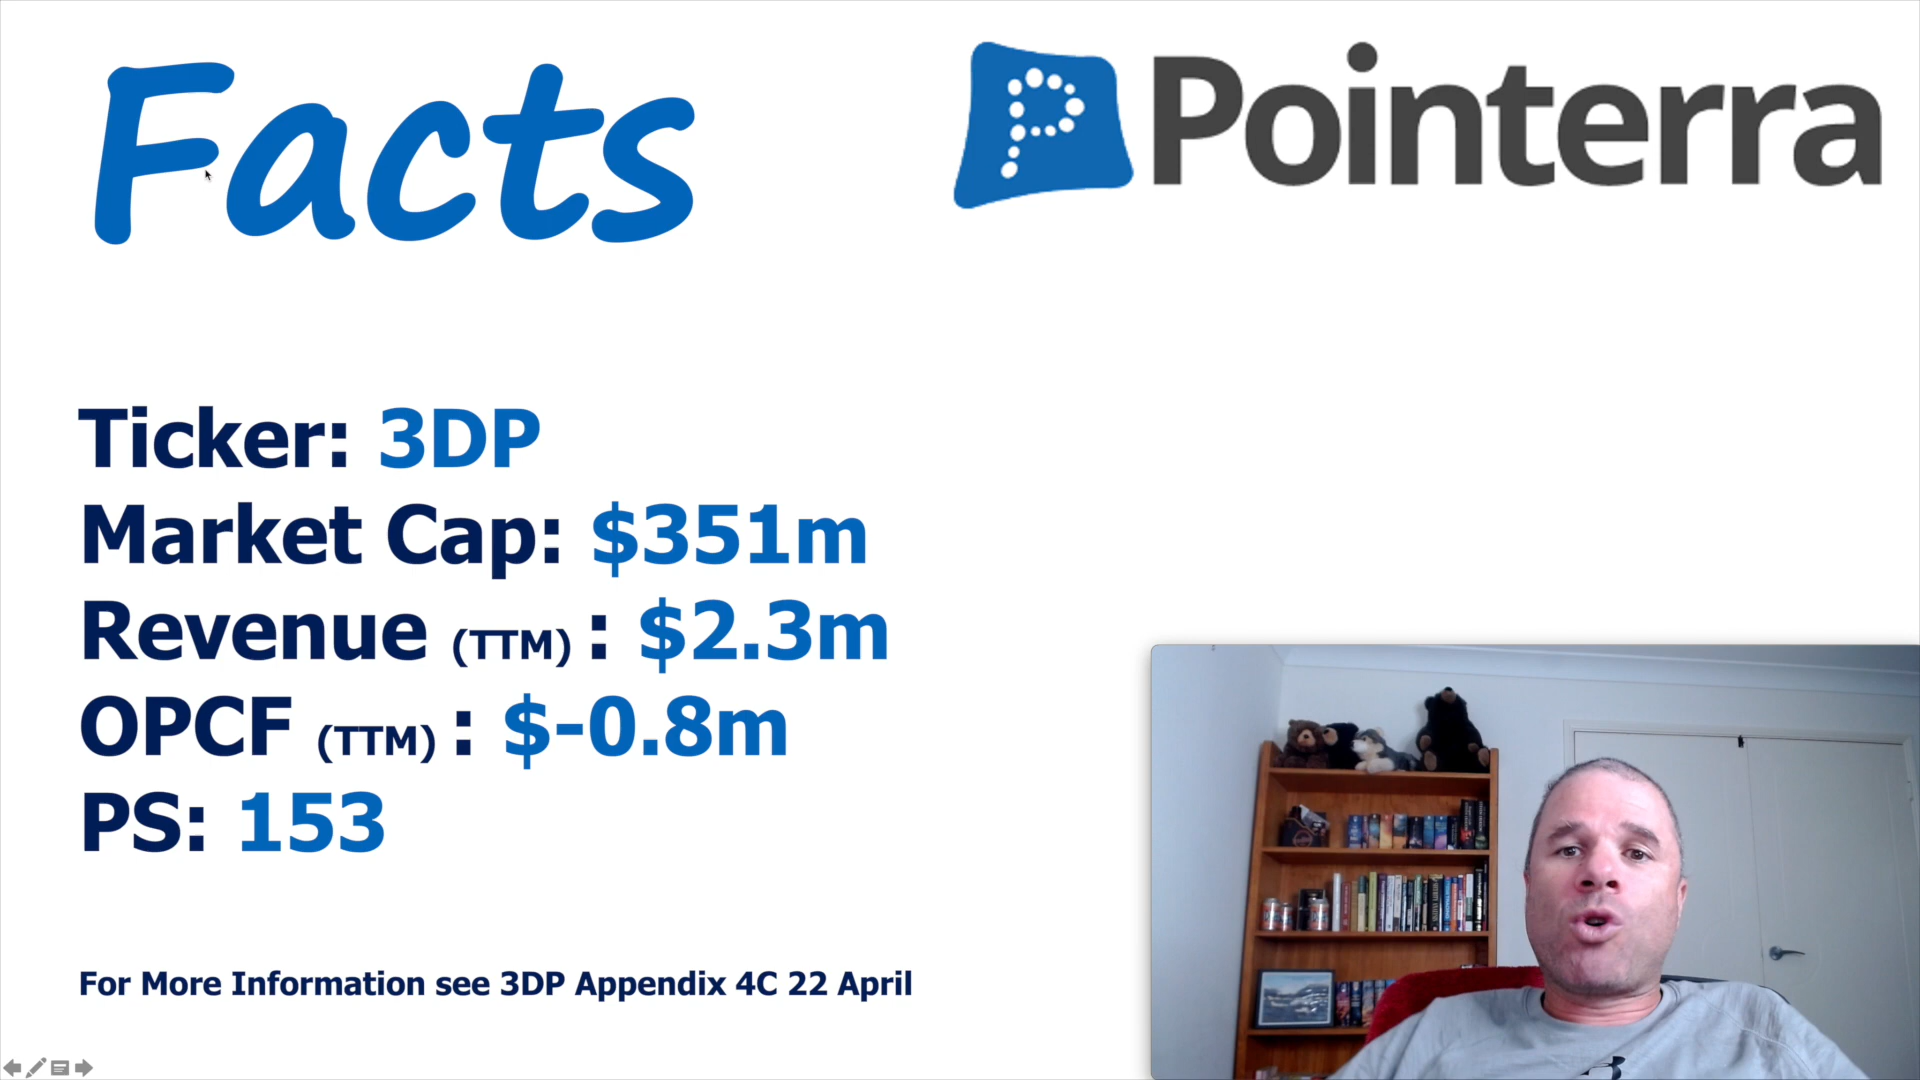 Facts
Pointerra
Ticker: 3DP
Market Cap: $351m
Revenue (TTM) : $2.3m
OPCF (TTM) : $-0.8m
PS: 153
For More Information see 3DP Appendix 4C 22 April